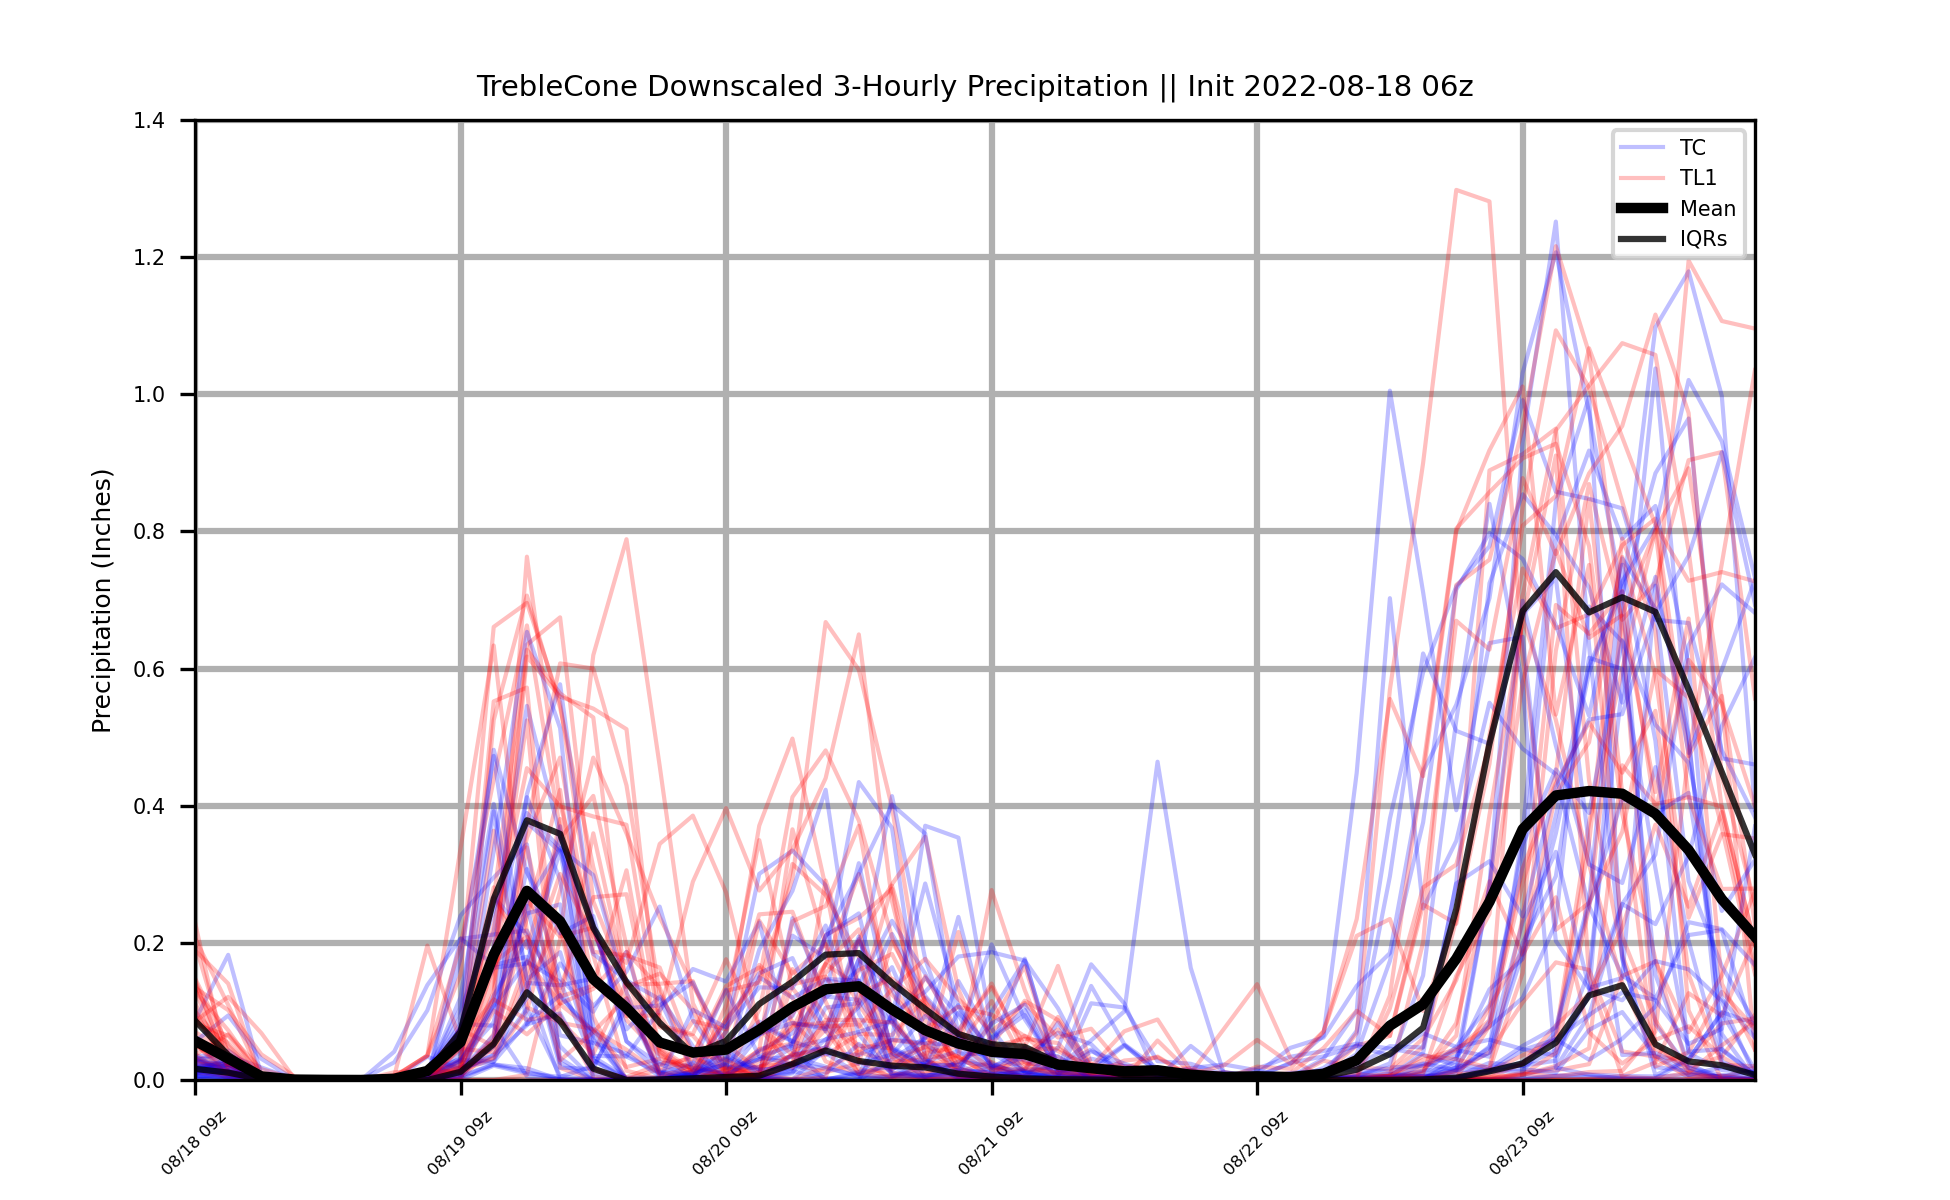 TrebleCone Downscaled 3-Hourly Precipitation || Init 2022-08-18 06z
Precipitation (Inches)
1.4
1.2
1.0
0.8
0.6
0.4
0.2
0.0
TC
TL1
Mean
IQRs
08/18 09z
08/19 09z
08/20 09z
08/21 09z
08/22 09z
08/23 09z